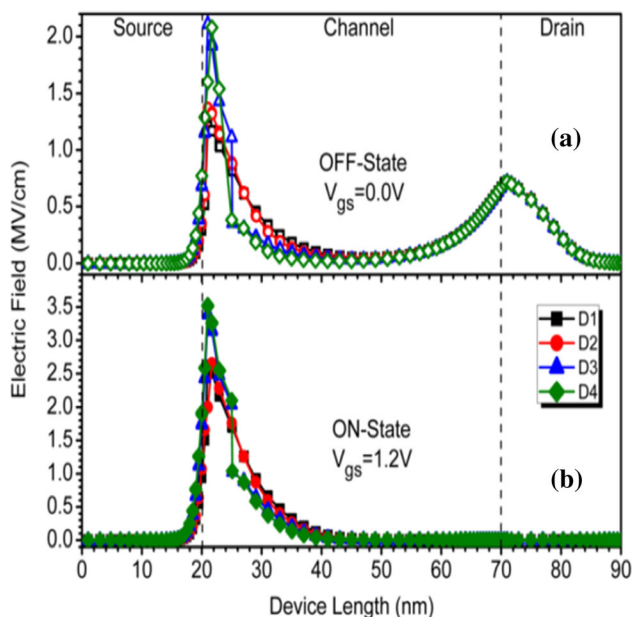 Source Channel Drain
2.0
1.5
1.0
0.5
0.0
(a)
OFF-State
Vgs=0.0V
Electric Field (MV/cm)
3.5
3.0
2.5
2.0
1.5
1.0
0.5
0.0
D1
D2
D3
D4
ON-State
Vgs=1.2V
(b)
0 10 20 30 40 50 60 70 80 90
Device Length (nm)